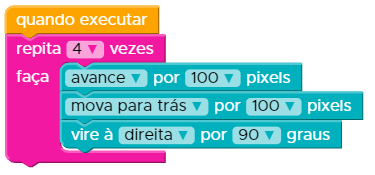 quando executar
repita 4 vezes
faça avance por 100 pixels
mova para trás por 100 pixels
vire à direita por 90 graus